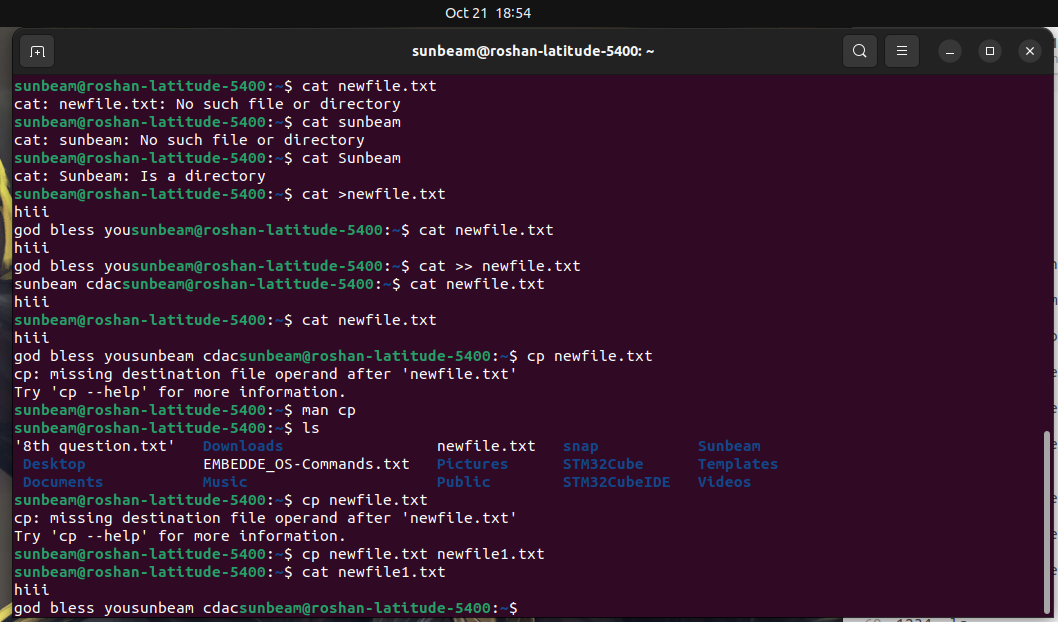 Oct 21 18:54
sunbeam@roshan-latitude-5400: ~
sunbeam@roshan-latitude-5400:~$ cat newfile.txt
cat: newfile.txt: No such file or directory
sunbeam@roshan-latitude-5400:~$ cat sunbeam
cat: sunbeam: No such file or directory
sunbeam@roshan-latitude-5400:~$ cat Sunbeam
cat: Sunbeam: Is a directory
sunbeam@roshan-latitude-5400:~$ cat >newfile.txt
hiii
god bless yousunbeam@roshan-latitude-5400:~$ cat newfile.txt
hiii
god bless yousunbeam@roshan-latitude-5400:~$ cat >> newfile.txt
sunbeam cdacsunbeam@roshan-latitude-5400:~$ cat newfile.txt
hiii
sunbeam@roshan-latitude-5400:~$ cat newfile.txt
hiii
god bless yousunbeam cdacsunbeam@roshan-latitude-5400:~$ cp newfile.txt
cp: missing destination file operand after 'newfile.txt'
Try 'cp --help' for more information.
sunbeam@roshan-latitude-5400:~$ man cp
sunbeam@roshan-latitude-5400:~$ ls
'8th question.txt' Downloads newfile.txt snap Sunbeam
Desktop EMBEDDE_OS-Commands.txt Pictures STM32Cube Templates
Documents Music Public STM32CubeIDE Videos
sunbeam@roshan-latitude-5400:~$ cp newfile.txt
cp: missing destination file operand after 'newfile.txt'
Try 'cp --help' for more information.
sunbeam@roshan-latitude-5400:~$ cp newfile.txt newfile1.txt
sunbeam@roshan-latitude-5400:~$ cat newfile1.txt
hiii
god bless yousunbeam cdacsunbeam@roshan-latitude-5400:~$